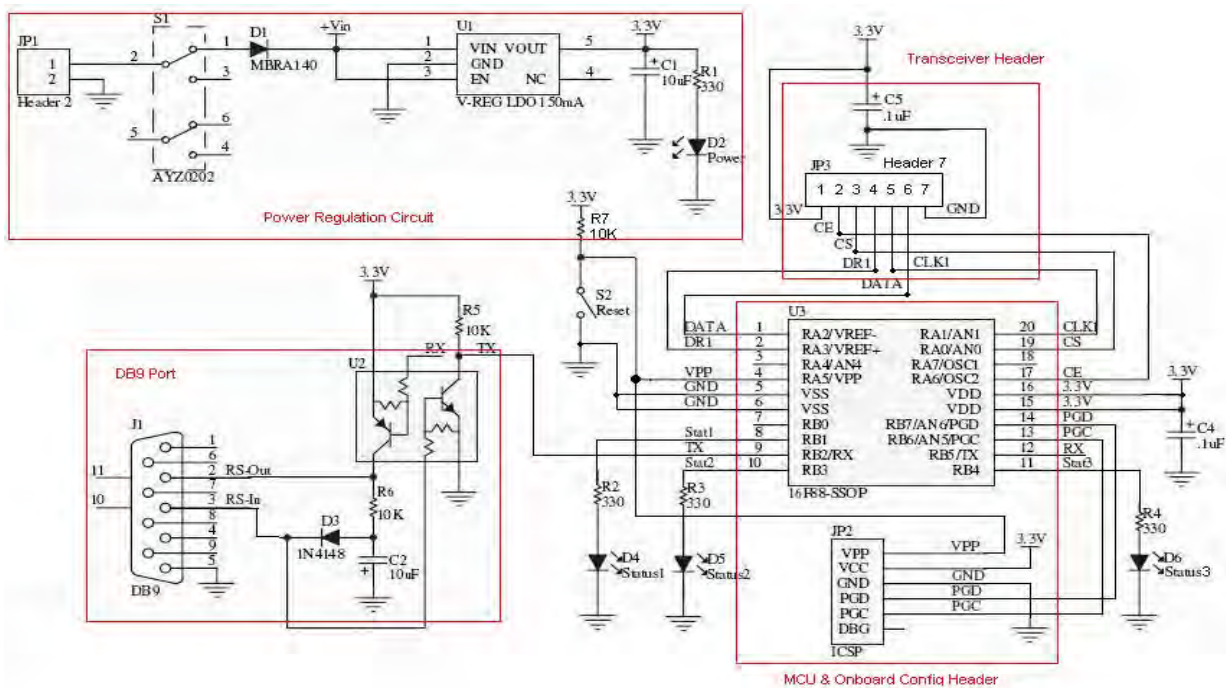 S1
JP1
1
2
Header 2
2
1
3
5
6
4
AYZ0202
D1
MBRA140
+Vin
U1
1
2
3
VIN VOUT
GND
EN NC
5
4
V-REG LDO 150mA
3.3V
C1
10uF
R1
330
D2
Power
Power Regulation Circuit
3.3V
Transceiver Header
C5
.1uF
JP3
Header 7
1 2 3 4 5 6 7
3.3V
GND
CE
CS
DR1
CLK1
DATA
3.3V
R7
10K
S2
Reset
3.3V
R5
10K
RX
TX
U2
DB9 Port
J1
11
10
1
6
2
7
3
8
4
9
5
DB9
RS-Out
RS-In
R6
10K
D3
1N4148
C2
10uF
U3
DATA 1 RA2/VREF- RA1/AN1 20 CLK1
DR1 2 RA3/VREF+ RA0/AN0 19 CS
3 RA4/AN4 RA7/OSC1 18
VPP 4 RA5/VPP RA6/OSC2 17 CE
GND 5 VSS VDD 16 3.3V
GND 6 VSS VDD 15 3.3V
7 RB0 RB7/AN6/PGD 14 PGD
Stat1 8 RB1 RB6/AN5/PGC 13 PGC
TX 9 RB2/RX RB5/TX 12 RX
Stat2 10 RB3 RB4 11 Stat3
16F88-SSOP
3.3V
C4
.1uF
R2
330
R3
330
R4
330
D4
Status1
D5
Status2
D6
Status3
JP2
VPP
VCC
GND
PGD
PGC
DBG
ICSP
VPP
3.3V
GND
PGD
PGC
MCU & Onboard Config Header